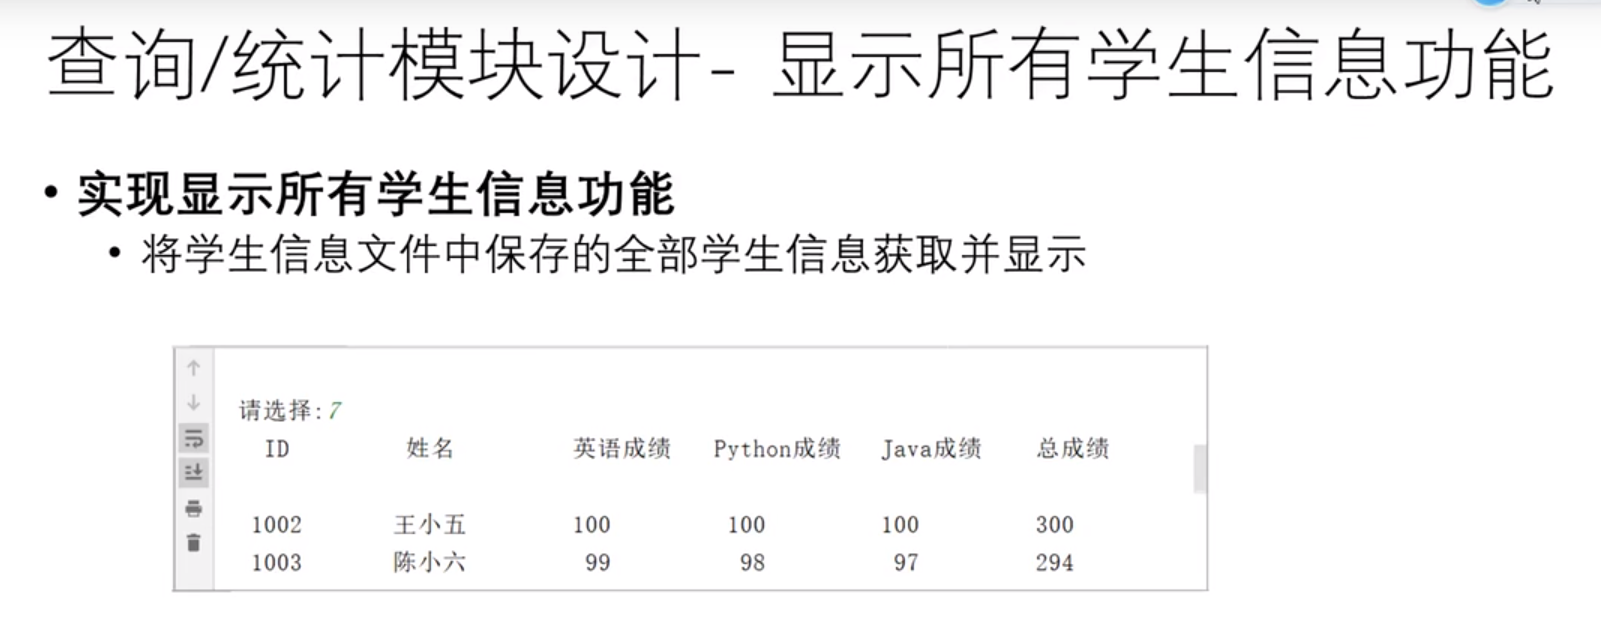 查询/统计模块设计- 显示所有学生信息功能
• 实现显示所有学生信息功能
• 将学生信息文件中保存的全部学生信息获取并显示
请选择:7
ID 姓名 英语成绩 Python成绩 Java成绩 总成绩
1002 王小五 100 100 100 300
1003 陈小六 99 98 97 294